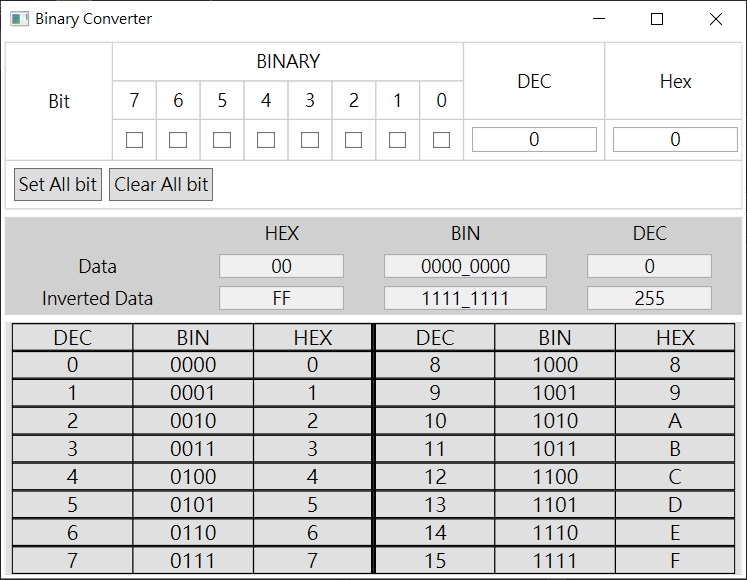 Binary Converter
BINARY
DEC
Hex
Bit
7 6 5 4 3 2 1 0
0 0
Set All bit Clear All bit
HEX BIN DEC
Data 00 0000_0000 0
Inverted Data FF 1111_1111 255
DEC BIN HEX DEC BIN HEX
0 0000 0 8 1000 8
1 0001 1 9 1001 9
2 0010 2 10 1010 A
3 0011 3 11 1011 B
4 0100 4 12 1100 C
5 0101 5 13 1101 D
6 0110 6 14 1110 E
7 0111 7 15 1111 F